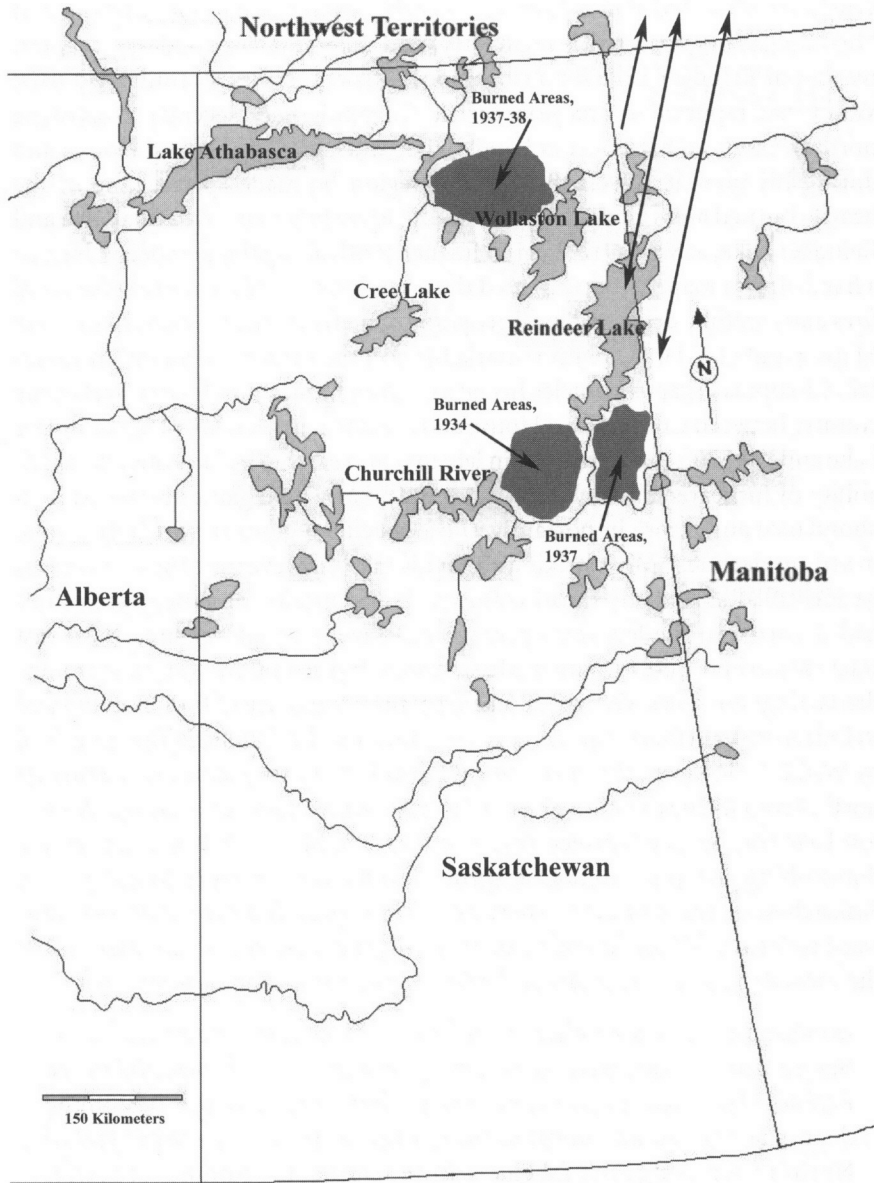 Northwest Territories
Burned Areas,
1937-38
Lake Athabasca
Wollaston Lake
Cree Lake
Reindeer Lake
N
Burned Areas,
1934
Churchill River
Burned Areas,
1937
Manitoba
Alberta
Saskatchewan
150 Kilometers